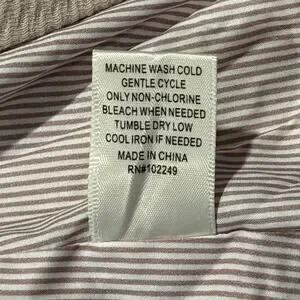 MACHINE WASH COLD
GENTLE CYCLE
ONLY NON-CHLORINE
BLEACH WHEN NEEDED
TUMBLE DRY LOW
COOL IRON IF NEEDED
MADE IN CHINA
RN#102249